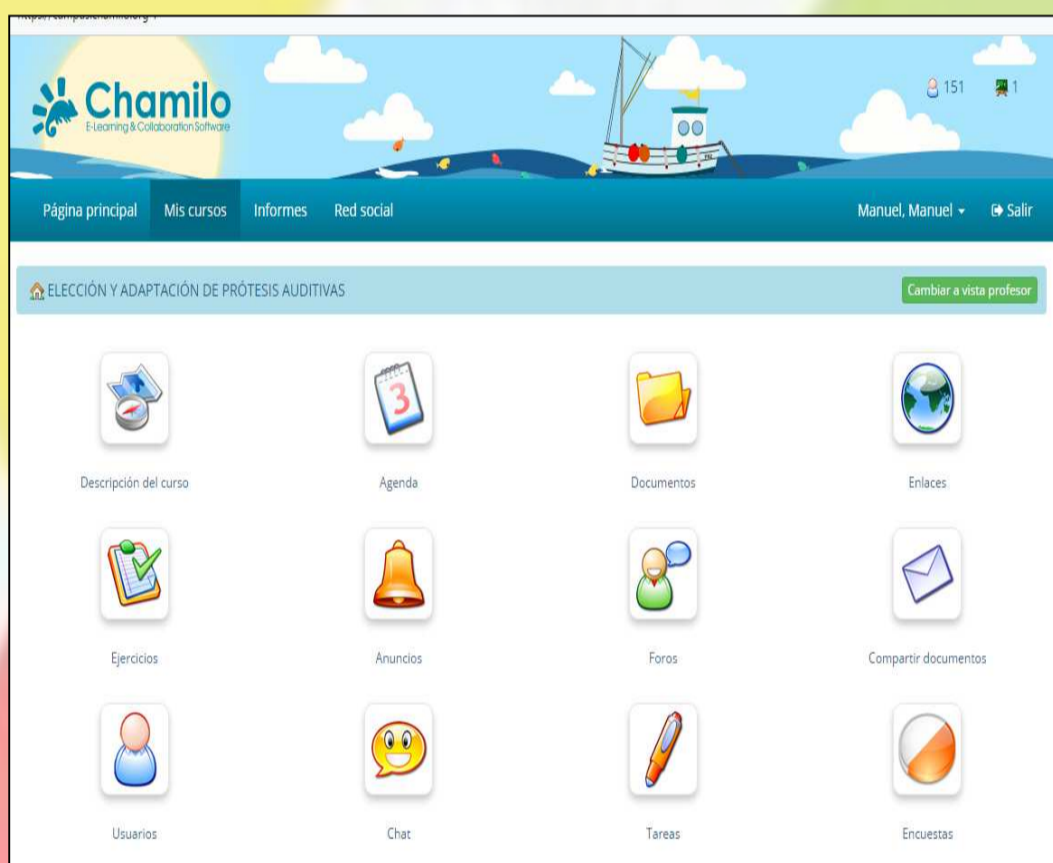 Chamilo
E-Learning & Collaboration Software
151 1
Página principal Mis cursos Informes Red social Manuel, Manuel Salir
ELECCIÓN Y ADAPTACIÓN DE PRÓTESIS AUDITIVAS Cambiar a vista profesor
3
Descripción del curso Agenda Documentos Enlaces
Ejercicios Anuncios Foros Compartir documentos
Usuarios Chat Tareas Encuestas